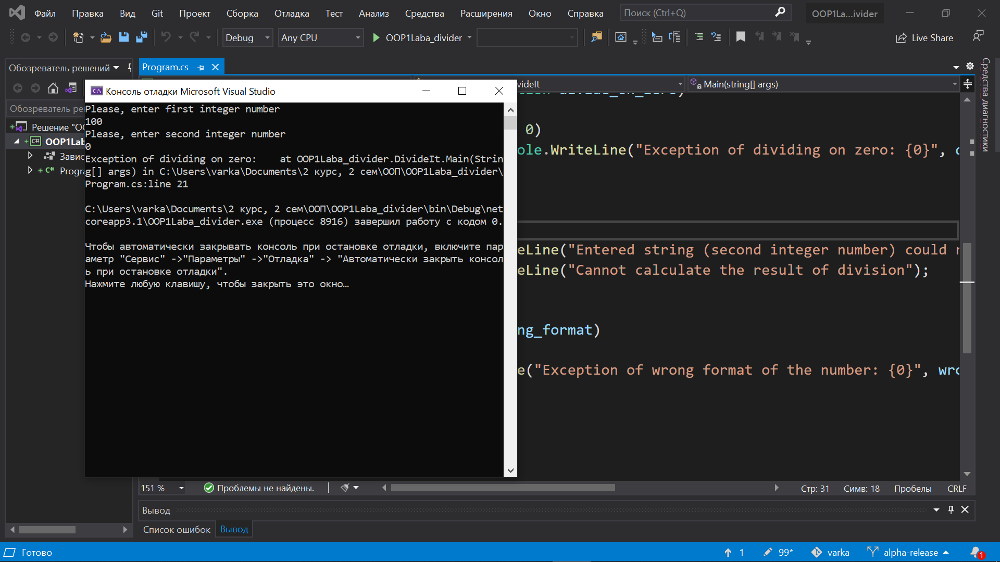 Файл Правка Вид Git Проект Сборка Отладка Тест Анализ Средства Расширения Окно Справка Поиск (Ctrl+Q) OOP1La...ivider
Debug Any CPU OOP1Laba_divider Live Share
Обозреватель решений
Program.cs
Средства диагностики
Консоль отладки Microsoft Visual Studio
videIt Main(string[] args)
Обозреватель ре
Решение "OO
OOP1Lab
Завис
Progra
Please, enter first integer number
100
Please, enter second integer number
0
Exception of dividing on zero:    at OOP1Laba_divider.DivideIt.Main(Strin
g[] args) in C:\Users\varka\Documents\2 курс, 2 сем\ООП\OOP1Laba_divider\
Program.cs:line 21
C:\Users\varka\Documents\2 курс, 2 сем\ООП\OOP1Laba_divider\bin\Debug\net
coreapp3.1\OOP1Laba_divider.exe (процесс 8916) завершил работу с кодом 0.
Чтобы автоматически закрывать консоль при остановке отладки, включите пар
аметр "Сервис" ->"Параметры" ->"Отладка" -> "Автоматически закрыть консол
ь при остановке отладки".
Нажмите любую клавишу, чтобы закрыть это окно…
0)
ole.WriteLine("Exception of dividing on zero: {0}",
eLine("Entered string (second integer number) could
eLine("Cannot calculate the result of division");
ng_format)
e("Exception of wrong format of the number: {0}", wro
151 % Проблемы не найдены. Стр: 31 Симв: 18 Пробелы CRLF
Вывод
Список ошибок Вывод
Готово 1 99* varka alpha-release 1